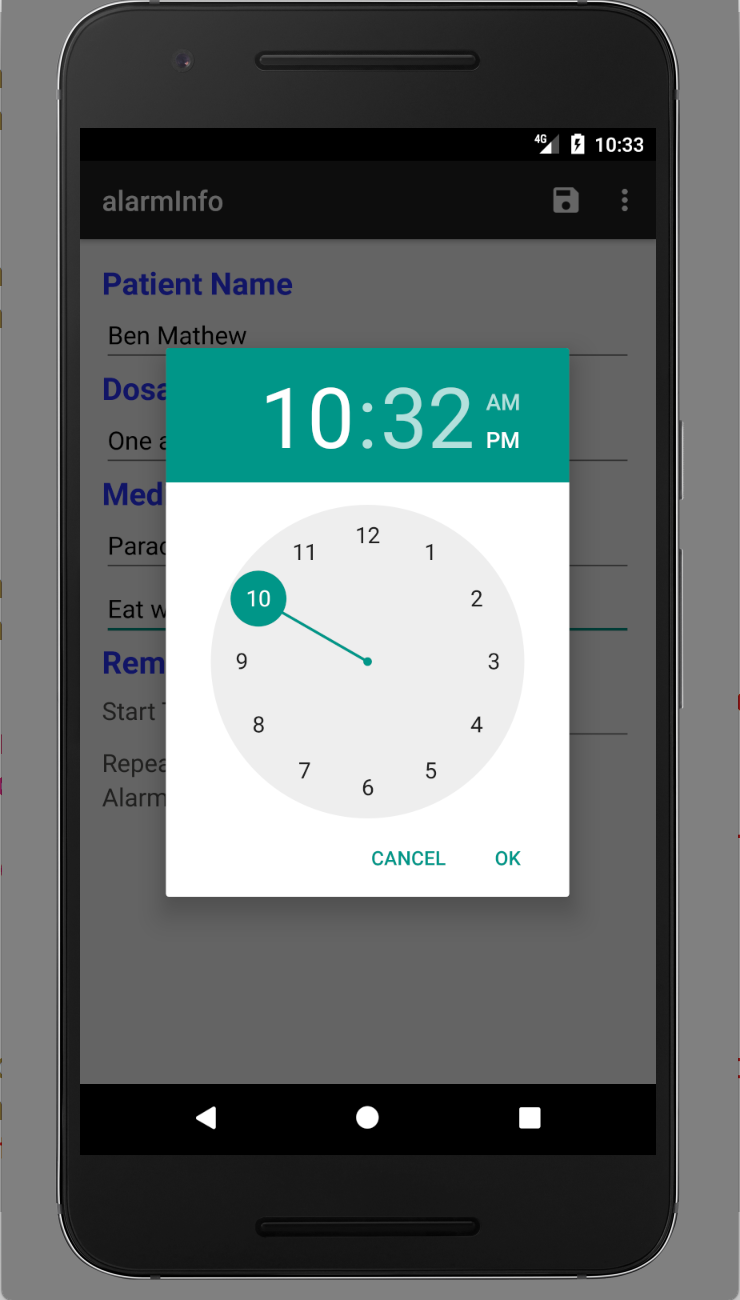 4G 10:33
alarmInfo
Patient Name
Ben Mathew
Dosa
One a
Med
Parac
Eat w
Rem
Start
Repea
Alarm
10:32
AM
PM
12
11 1
10 2
9 3
8 4
7 5
6
CANCEL OK